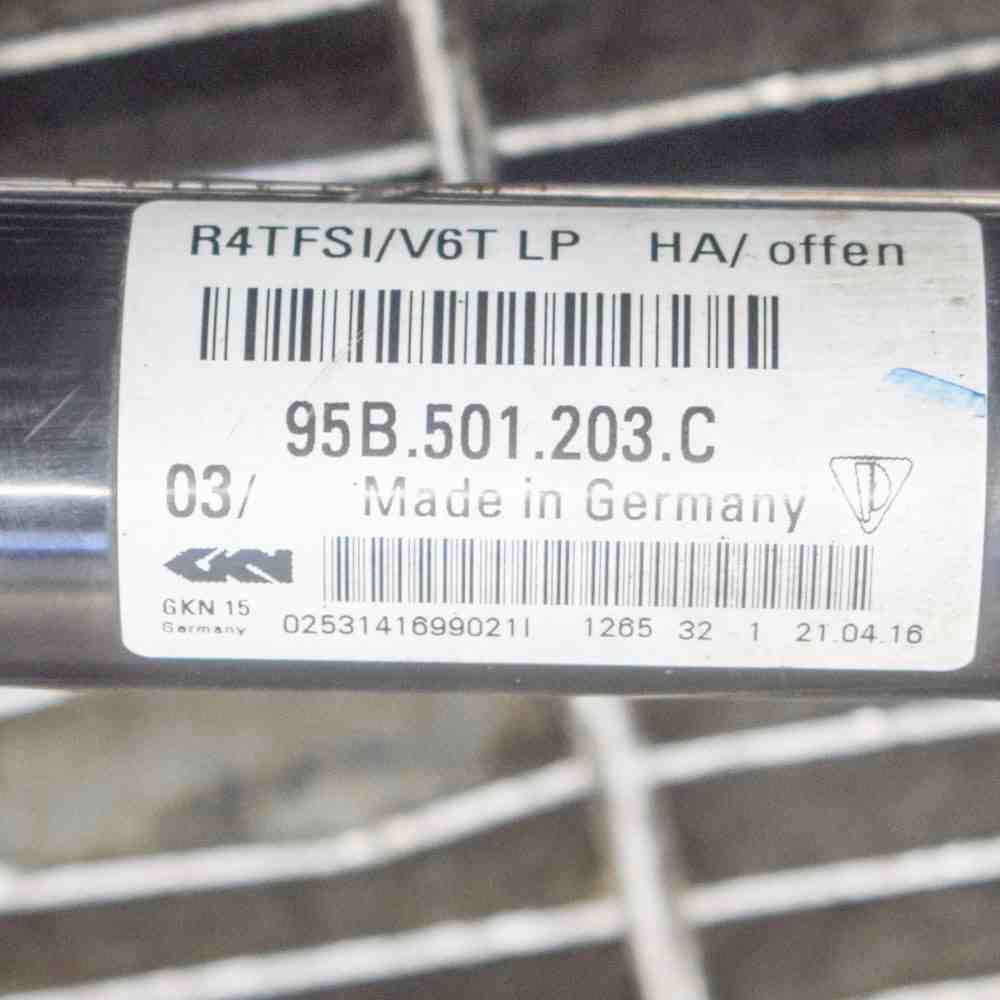 R4TFSI/V6T LP HA/ offen
95B.501.203.C
03/ Made in Germany
GKN
GKN 15
Germany
0253141699021I 1265 32 1 21.04.16